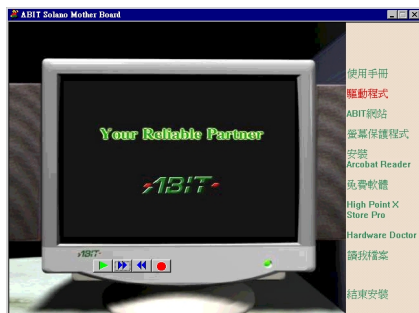 ABIT Solano Mother Board
Your Reliable Partner
ABIT
ABIT
使用手冊
驅動程式
ABIT網站
螢幕保護程式
安裝
Arcobat Reader
免費軟體
High Point X
Store Pro
Hardware Doctor
讀我檔案
結束安裝